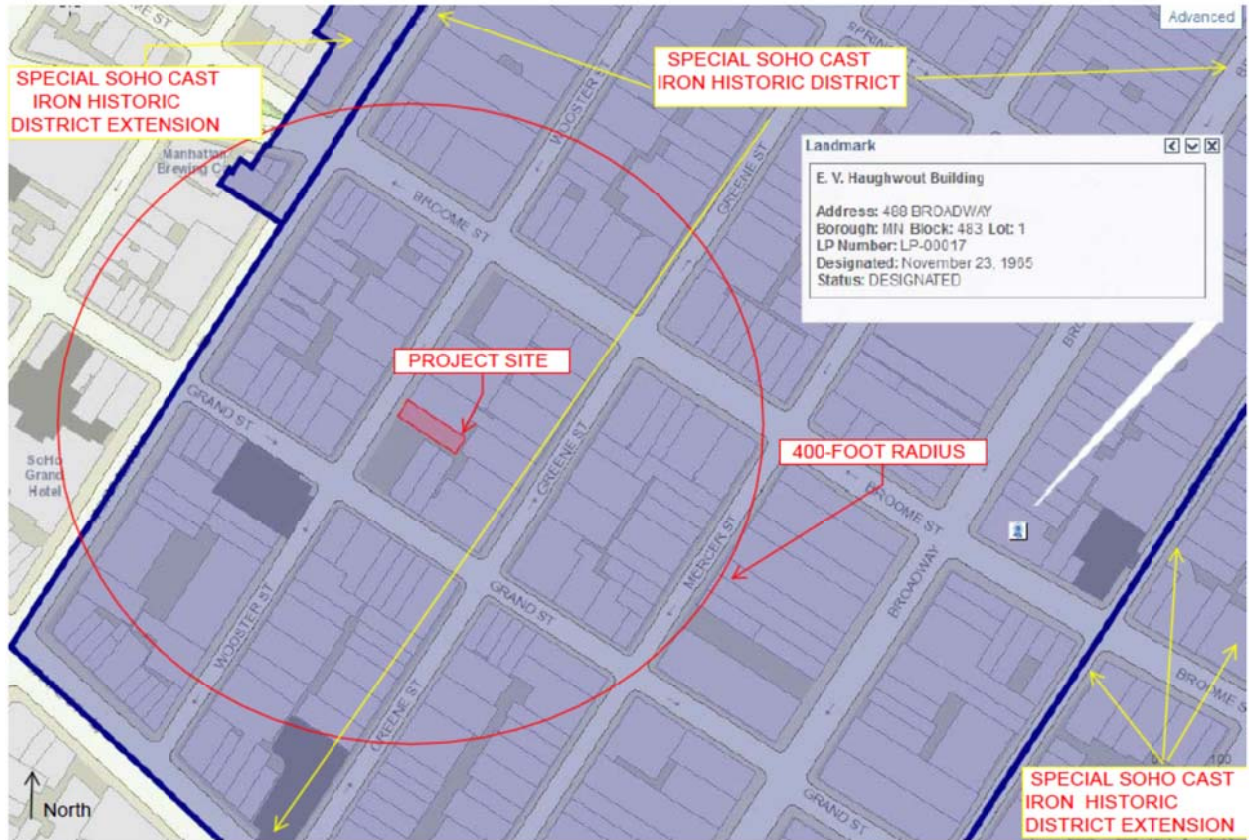 Advanced
SPECIAL SOHO CAST
IRON HISTORIC
DISTRICT EXTENSION
SPECIAL SOHO CAST
IRON HISTORIC DISTRICT
SPRING ST
WOOSTER ST
GREENE ST
Manhattan
Brewing Co
BROOME ST
Landmark
E. V. Haughwout Building
Address: 488 BROADWAY
Borough: MN Block: 483 Lot: 1
LP Number: LP-00017
Designated: November 23, 1965
Status: DESIGNATED
PROJECT SITE
GRAND ST
GREENE ST
400-FOOT RADIUS
SoHo
Grand
Hotel
BROOME ST
MERCER ST
BROADWAY
WOOSTER ST
GRAND ST
GREENE ST
BROOME S
100
GRAND ST
SPECIAL SOHO CAST
IRON HISTORIC
DISTRICT EXTENSION
North